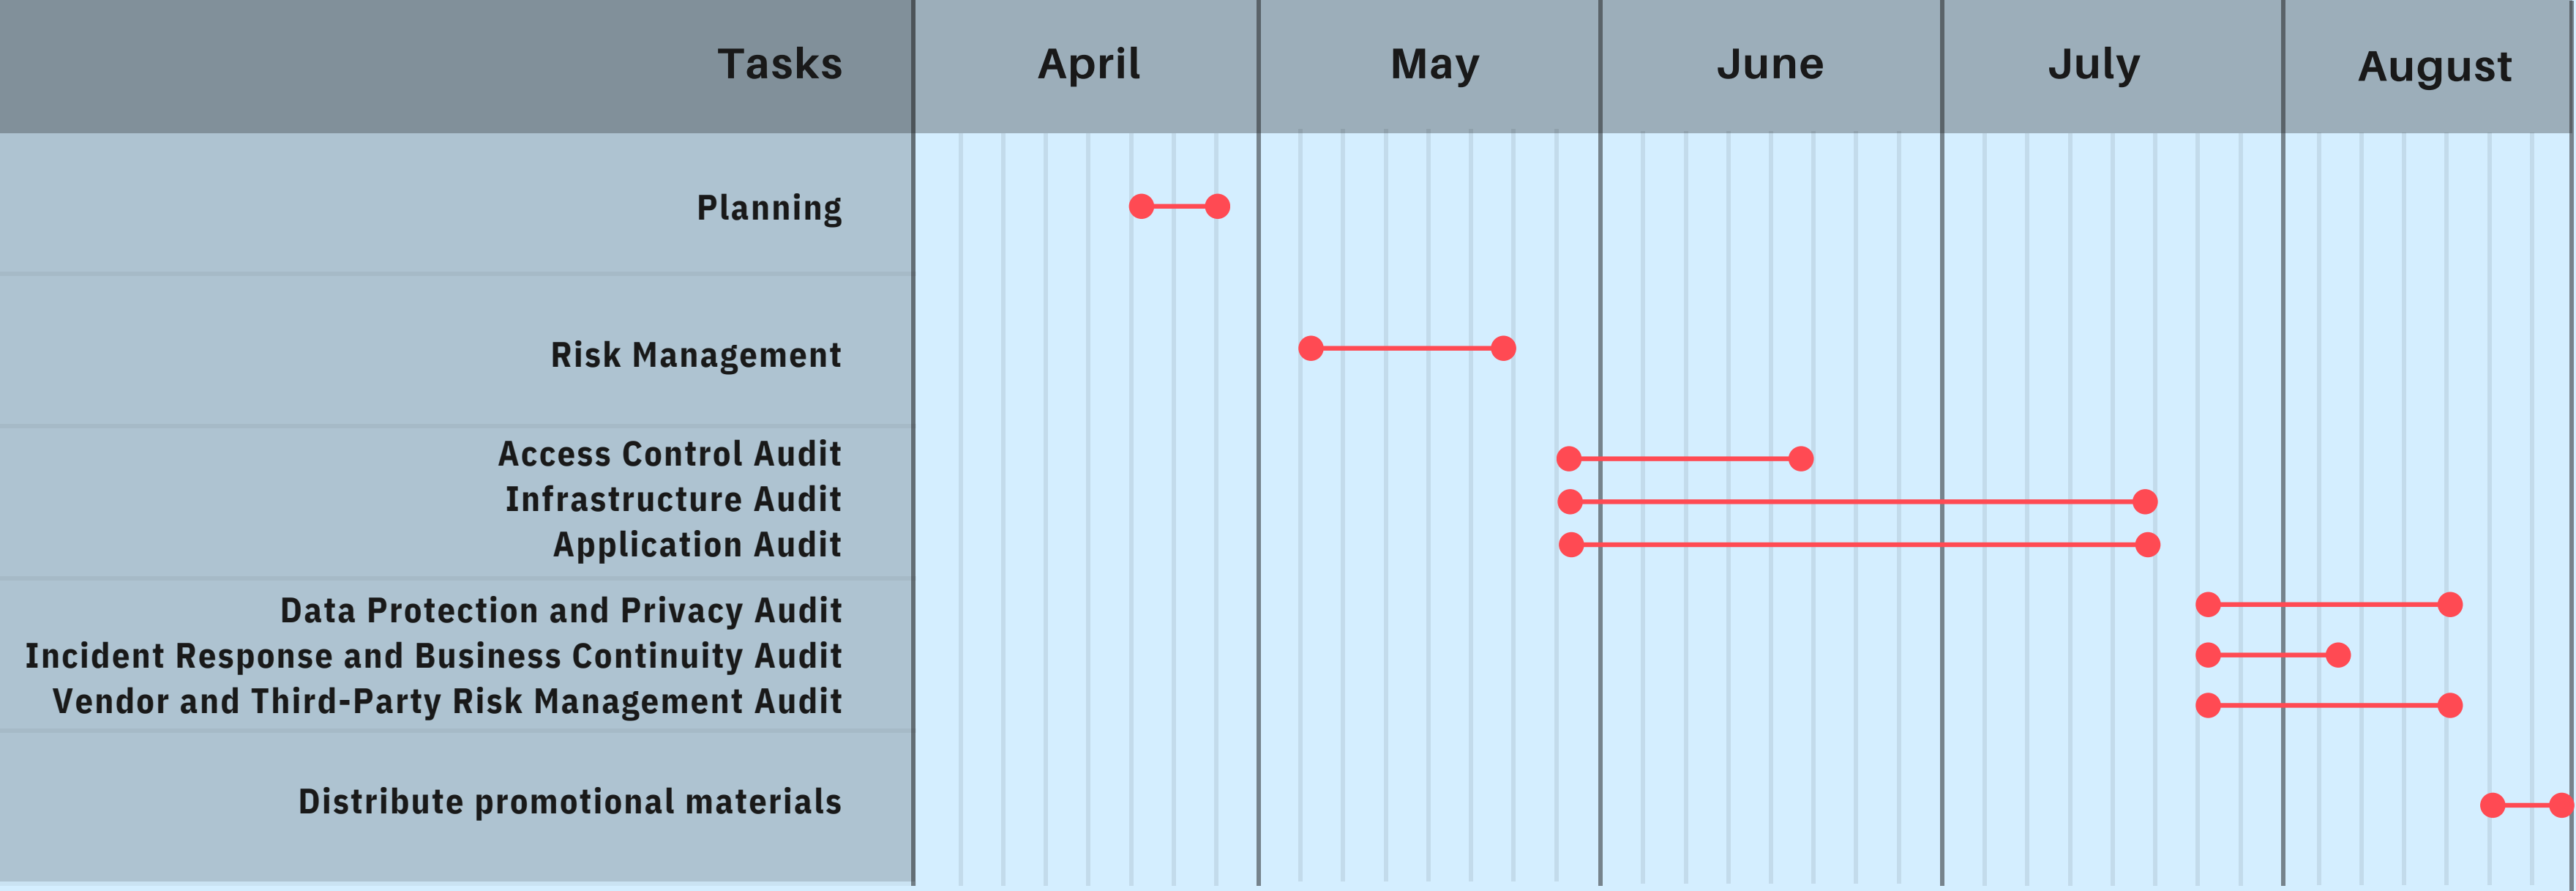 Tasks
April
May
June
July
August
Planning
Risk Management
Access Control Audit
Infrastructure Audit
Application Audit
Data Protection and Privacy Audit
Incident Response and Business Continuity Audit
Vendor and Third-Party Risk Management Audit
Distribute promotional materials